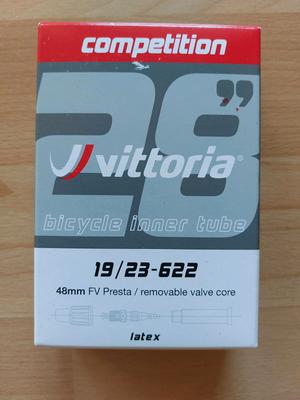 competition
28”
vittoria®
bicycle inner tube
19/23-622
48mm FV Presta / removable valve core
latex